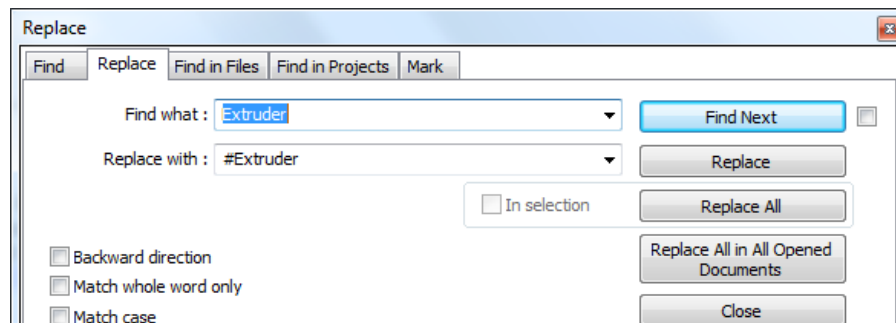 Replace
Find Replace Find in Files Find in Projects Mark
Find what : Extruder Find Next
Replace with : #Extruder Replace
In selection Replace All
Backward direction
Replace All in All Opened
Documents
Match whole word only
Match case
Close